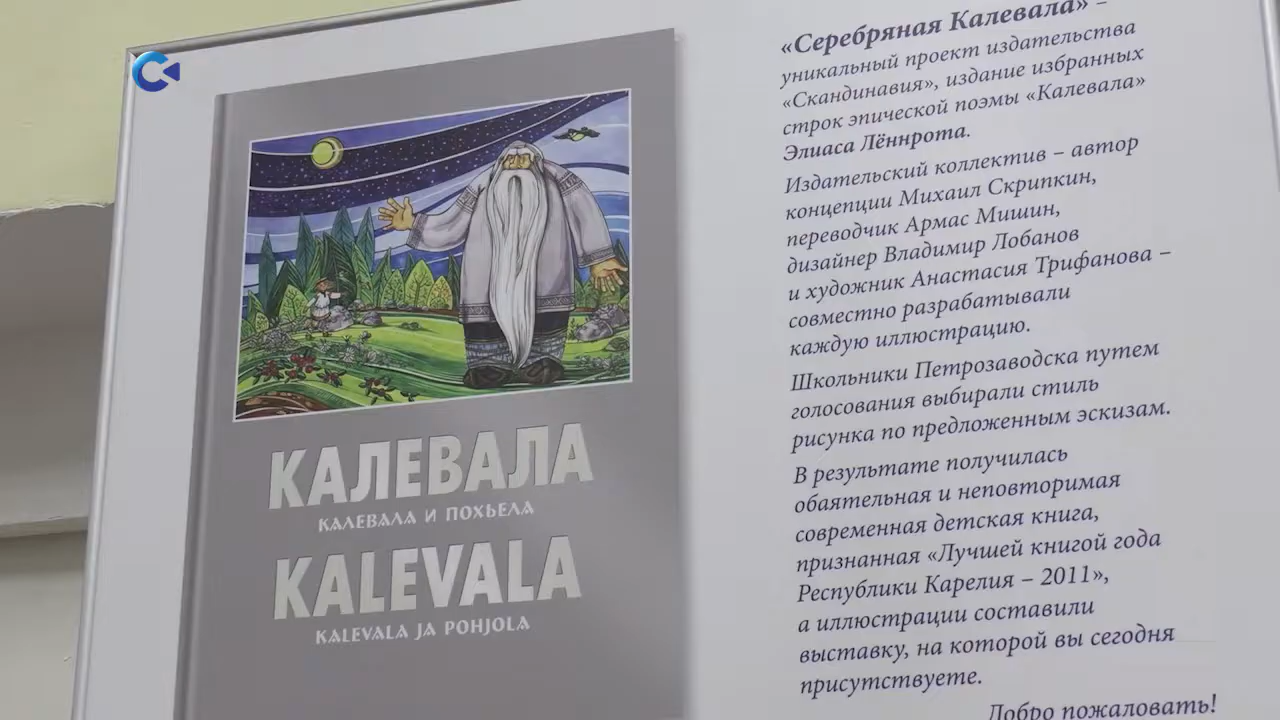 КАЛЕВАЛА
КАЛЕВАЛА И ПОХЬЕЛА
KALEVALA
KALEVALA JA POHJOLA
«Серебряная Калевала» –
уникальный проект издательства
«Скандинавия», издание избранных
строк эпической поэмы «Калевала»
Элиаса Лённрота.
Издательский коллектив – автор
концепции Михаил Скрипкин,
переводчик Армас Мишин,
дизайнер Владимир Лобанов
и художник Анастасия Трифанова –
совместно разрабатывали
каждую иллюстрацию.
Школьники Петрозаводска путем
голосования выбирали стиль
рисунка по предложенным эскизам.
В результате получилась
обаятельная и неповторимая
современная детская книга,
признанная «Лучшей книгой года
Республики Карелия – 2011»,
а иллюстрации составили
выставку, на которой вы сегодня
присутствуете.
Добро пожаловать!